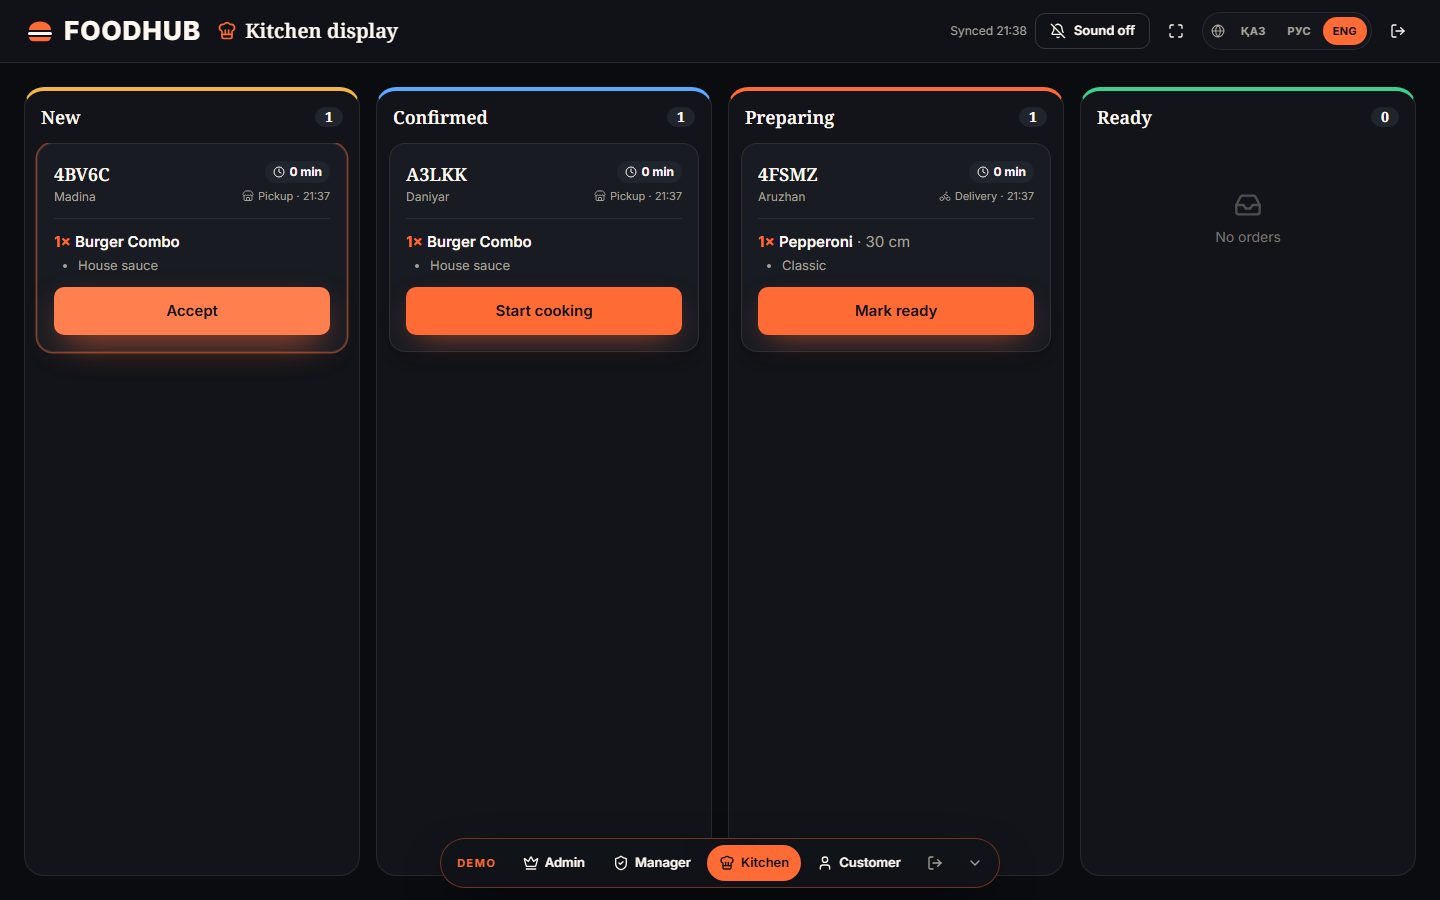 FOODHUB Kitchen display Synced 21:38 Sound off ҚАЗ РУС ENG
New 1
4BV6C 0 min
Madina Pickup · 21:37
1× Burger Combo
• House sauce
Accept
Confirmed 1
A3LKK 0 min
Daniyar Pickup · 21:37
1× Burger Combo
• House sauce
Start cooking
Preparing 1
4FSMZ 0 min
Aruzhan Delivery · 21:37
1× Pepperoni · 30 cm
• Classic
Mark ready
Ready 0
No orders
DEMO Admin Manager Kitchen Customer